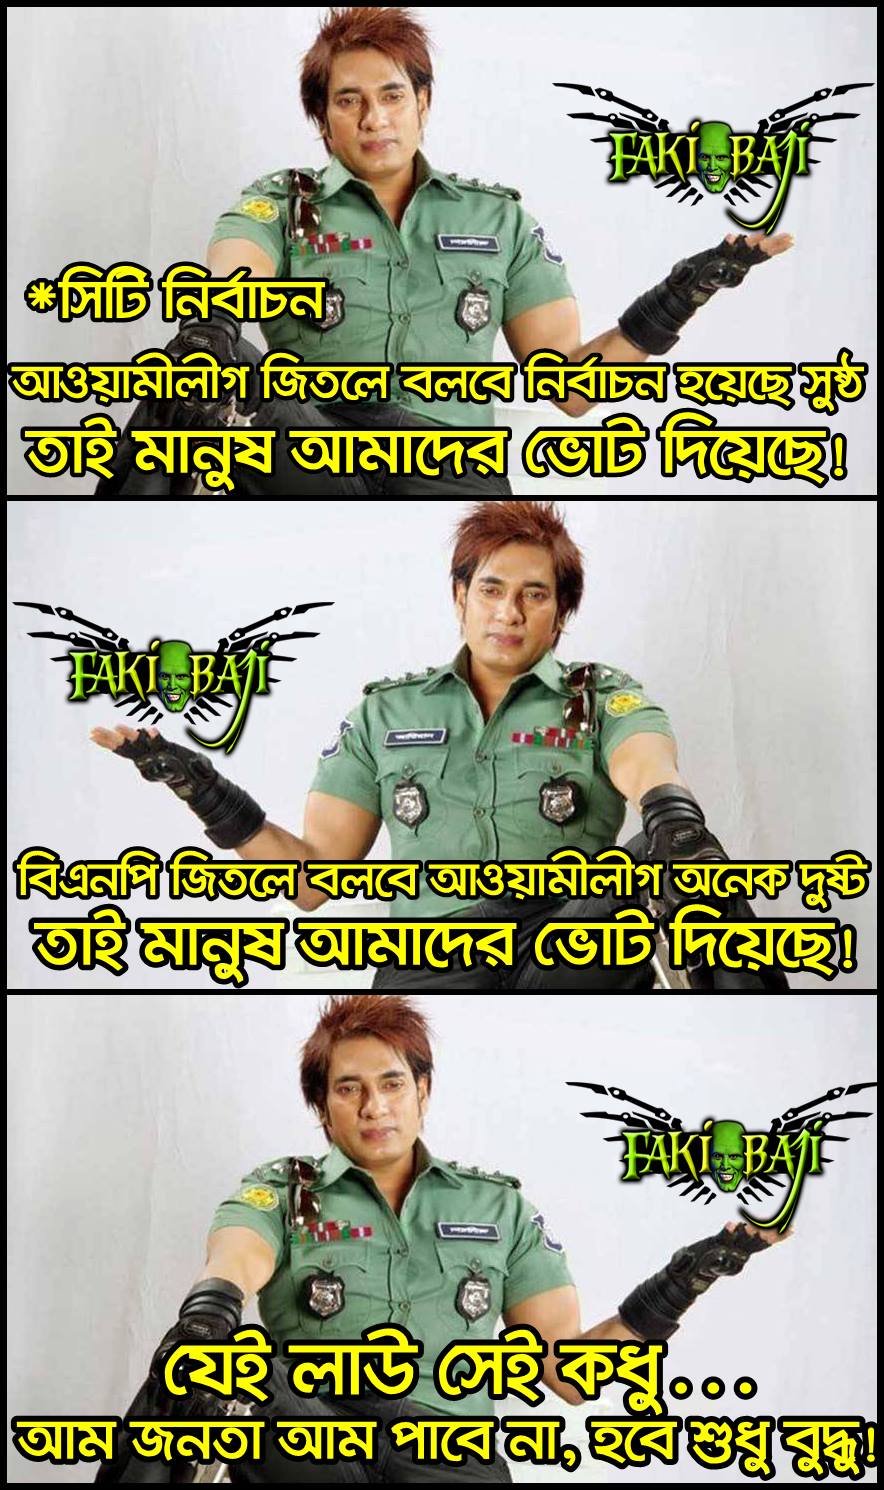 FAKIBAJI
*সিটি নির্বাচন
আওয়ামীলীগ জিতলে বলবে নির্বাচন হয়েছে সুষ্ঠ
তাই মানুষ আমাদের ভোট দিয়েছে!
FAKIBAJI
বিএনপি জিতলে বলবে আওয়ামীলীগ অনেক দুষ্ট
তাই মানুষ আমাদের ভোট দিয়েছে!
FAKIBAJI
যেই লাউ সেই কধু...
আম জনতা আম পাবে না, হবে শুধু বুদ্ধু!